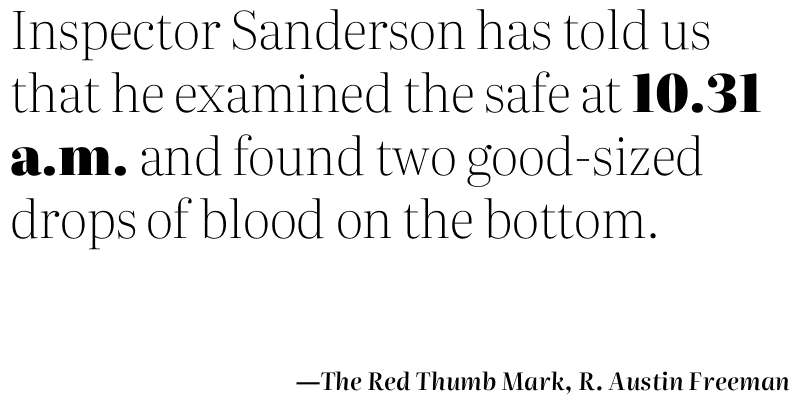 Inspector Sanderson has told us
that he examined the safe at 10.31
a.m. and found two good-sized
drops of blood on the bottom.
—The Red Thumb Mark, R. Austin Freeman